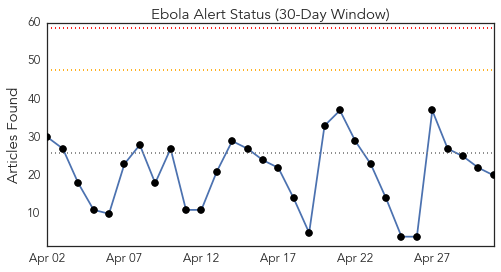 Ebola Alert Status (30-Day Window)
Articles Found
60
50
40
30
20
10
Apr 02
Apr 07
Apr 12
Apr 17
Apr 22
Apr 27